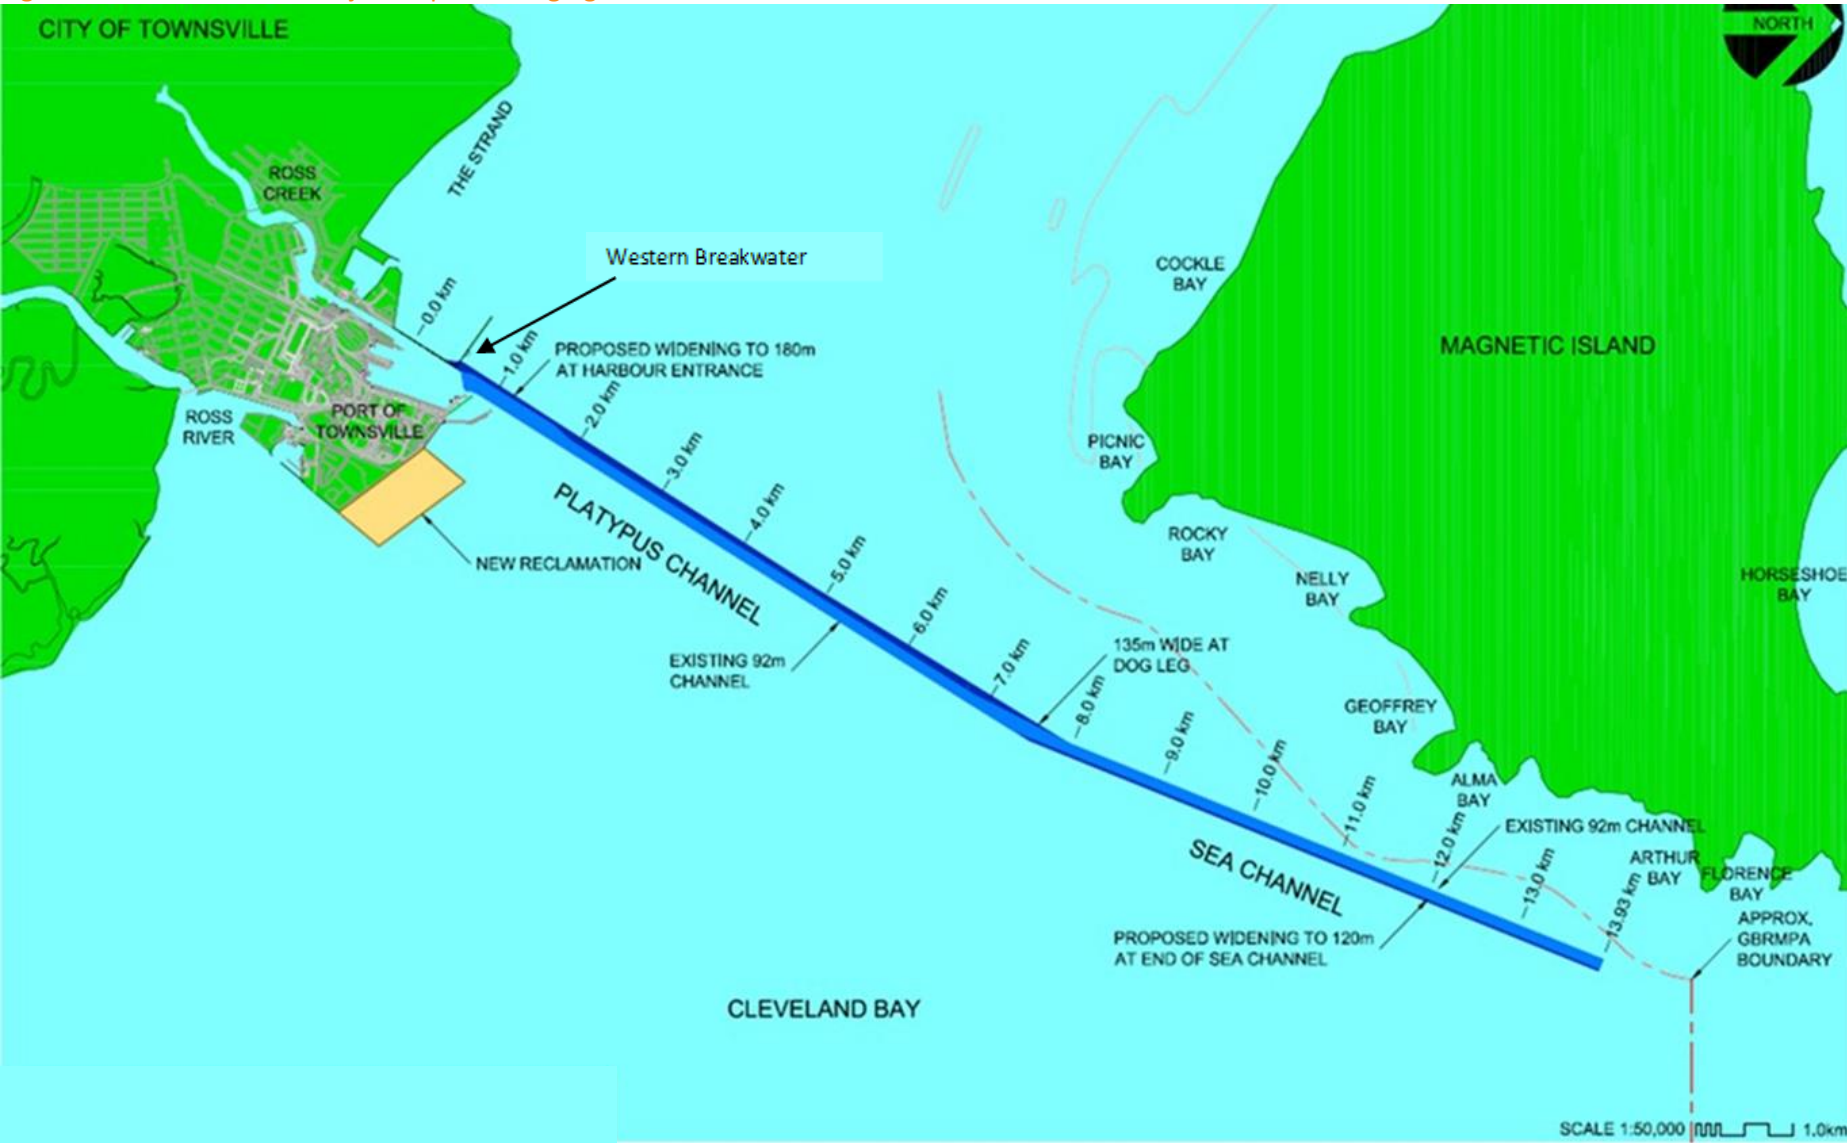 CITY OF TOWNSVILLE
NORTH
THE STRAND
ROSS
CREEK
Western Breakwater
COCKLE
BAY
0.0 km
MAGNETIC ISLAND
1.0 km
PROPOSED WIDENING TO 180m
AT HARBOUR ENTRANCE
2.0 km
ROSS
RIVER
PORT OF
TOWNSVILLE
3.0 km
PICNIC
BAY
4.0 km
PLATYPUS CHANNEL
NEW RECLAMATION
ROCKY
BAY
5.0 km
NELLY
BAY
HORSESHOE
BAY
6.0 km
EXISTING 92m
CHANNEL
7.0 km
135m WIDE AT
DOG LEG
8.0 km
GEOFFREY
BAY
9.0 km
10.0 km
ALMA
BAY
11.0 km
12.0 km
EXISTING 92m CHANNEL
SEA CHANNEL
13.0 km
ARTHUR
BAY
FLORENCE
BAY
13.93 km
PROPOSED WIDENING TO 120m
AT END OF SEA CHANNEL
APPROX.
GBRMPA
BOUNDARY
CLEVELAND BAY
SCALE 1:50,000
1.0km